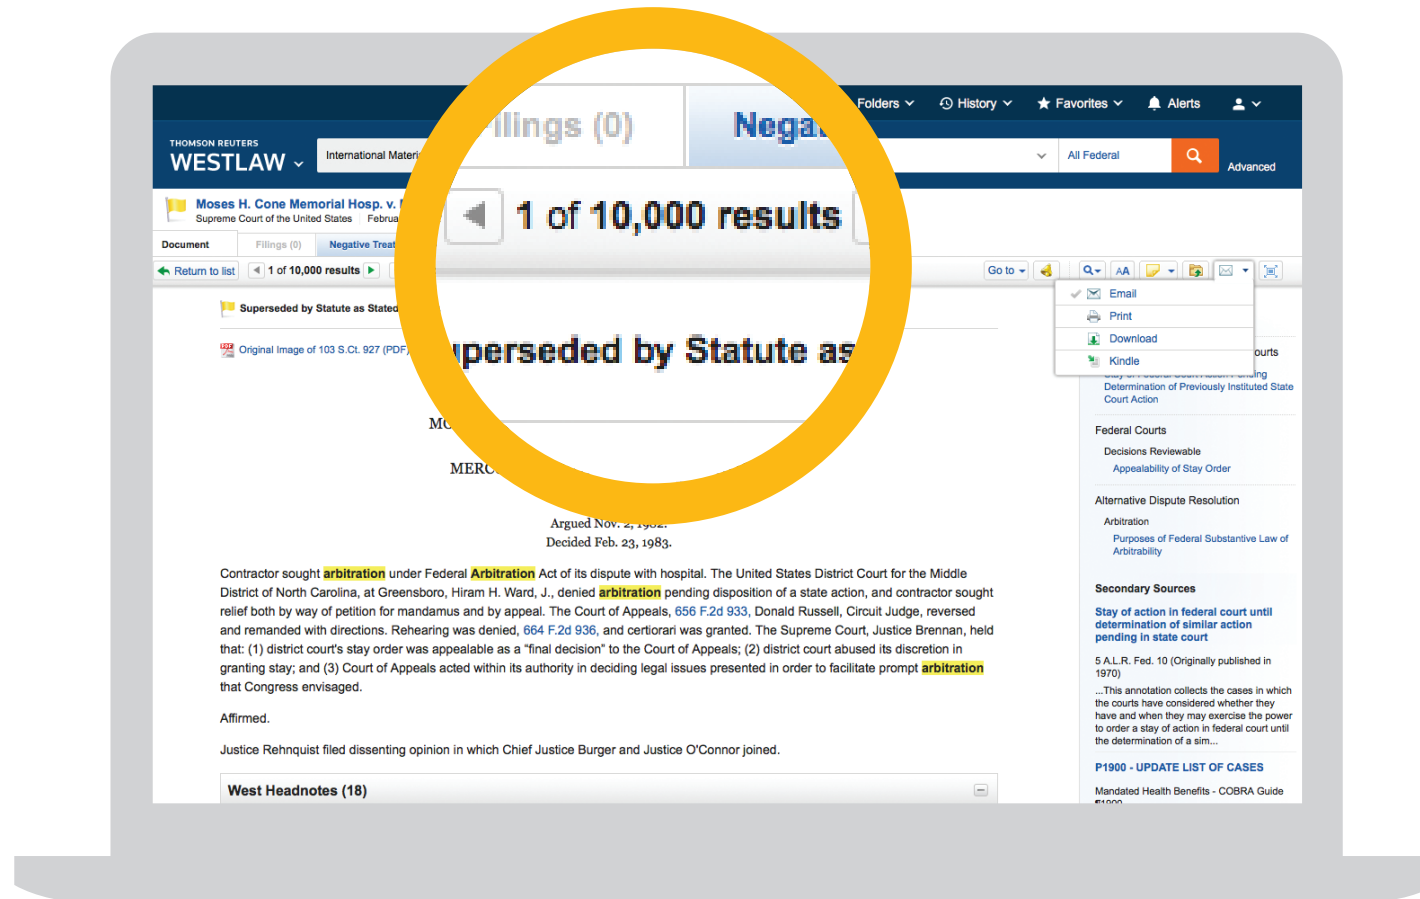 Folders
History
Favorites
Alerts
THOMSON REUTERS
WESTLAW
International
All Federal
Advanced
Moses H. Cone Memorial Hosp. v.
Supreme Court of the United States
Document
Filings (0)
Negative
(0)
1 of 10,000 results
Return to list
1 of 10,000 results
Go to
AA
Email
Print
Download
Kindle
Superseded by Statute as Stated
by Statute as
Original Image of 103 S.Ct. 927 (PDF)
Determination of Previously Instituted State
Court Action
Federal Courts
Decisions Reviewable
Appealability of Stay Order
Alternative Dispute Resolution
Arbitration
Purposes of Federal Substantive Law of
Arbitrability
Argued Nov. 2, 1982.
Decided Feb. 23, 1983.
Contractor sought arbitration under Federal Arbitration Act of its dispute with hospital. The United States District Court for the Middle
District of North Carolina, at Greensboro, Hiram H. Ward, J., denied arbitration pending disposition of a state action, and contractor sought
relief both by way of petition for mandamus and by appeal. The Court of Appeals, 656 F.2d 933, Donald Russell, Circuit Judge, reversed
and remanded with directions. Rehearing was denied, 664 F.2d 936, and certiorari was granted. The Supreme Court, Justice Brennan, held
that: (1) district court's stay order was appealable as a "final decision" to the Court of Appeals; (2) district court abused its discretion in
granting stay; and (3) Court of Appeals acted within its authority in deciding legal issues presented in order to facilitate prompt arbitration
that Congress envisaged.
Affirmed.
Justice Rehnquist filed dissenting opinion in which Chief Justice Burger and Justice O'Connor joined.
West Headnotes (18)
Secondary Sources
Stay of action in federal court until
determination of similar action
pending in state court
5 A.L.R. Fed. 10 (Originally published in
1970)
...This annotation collects the cases in which
the courts have considered whether they
have and when they may exercise the power
to order a stay of action in federal court until
the determination of a sim...
P1900 - UPDATE LIST OF CASES
Mandated Health Benefits - COBRA Guide